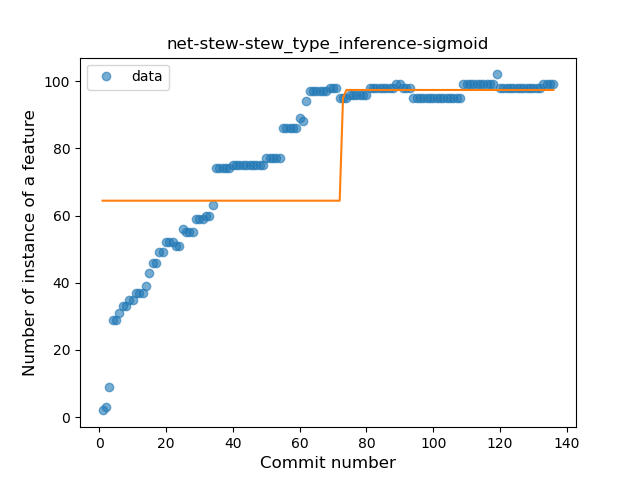 net-stew-stew_type_inference-sigmoid
data
Number of instance of a feature
100
80
60
40
20
0
0 20 40 60 80 100 120 140
Commit number